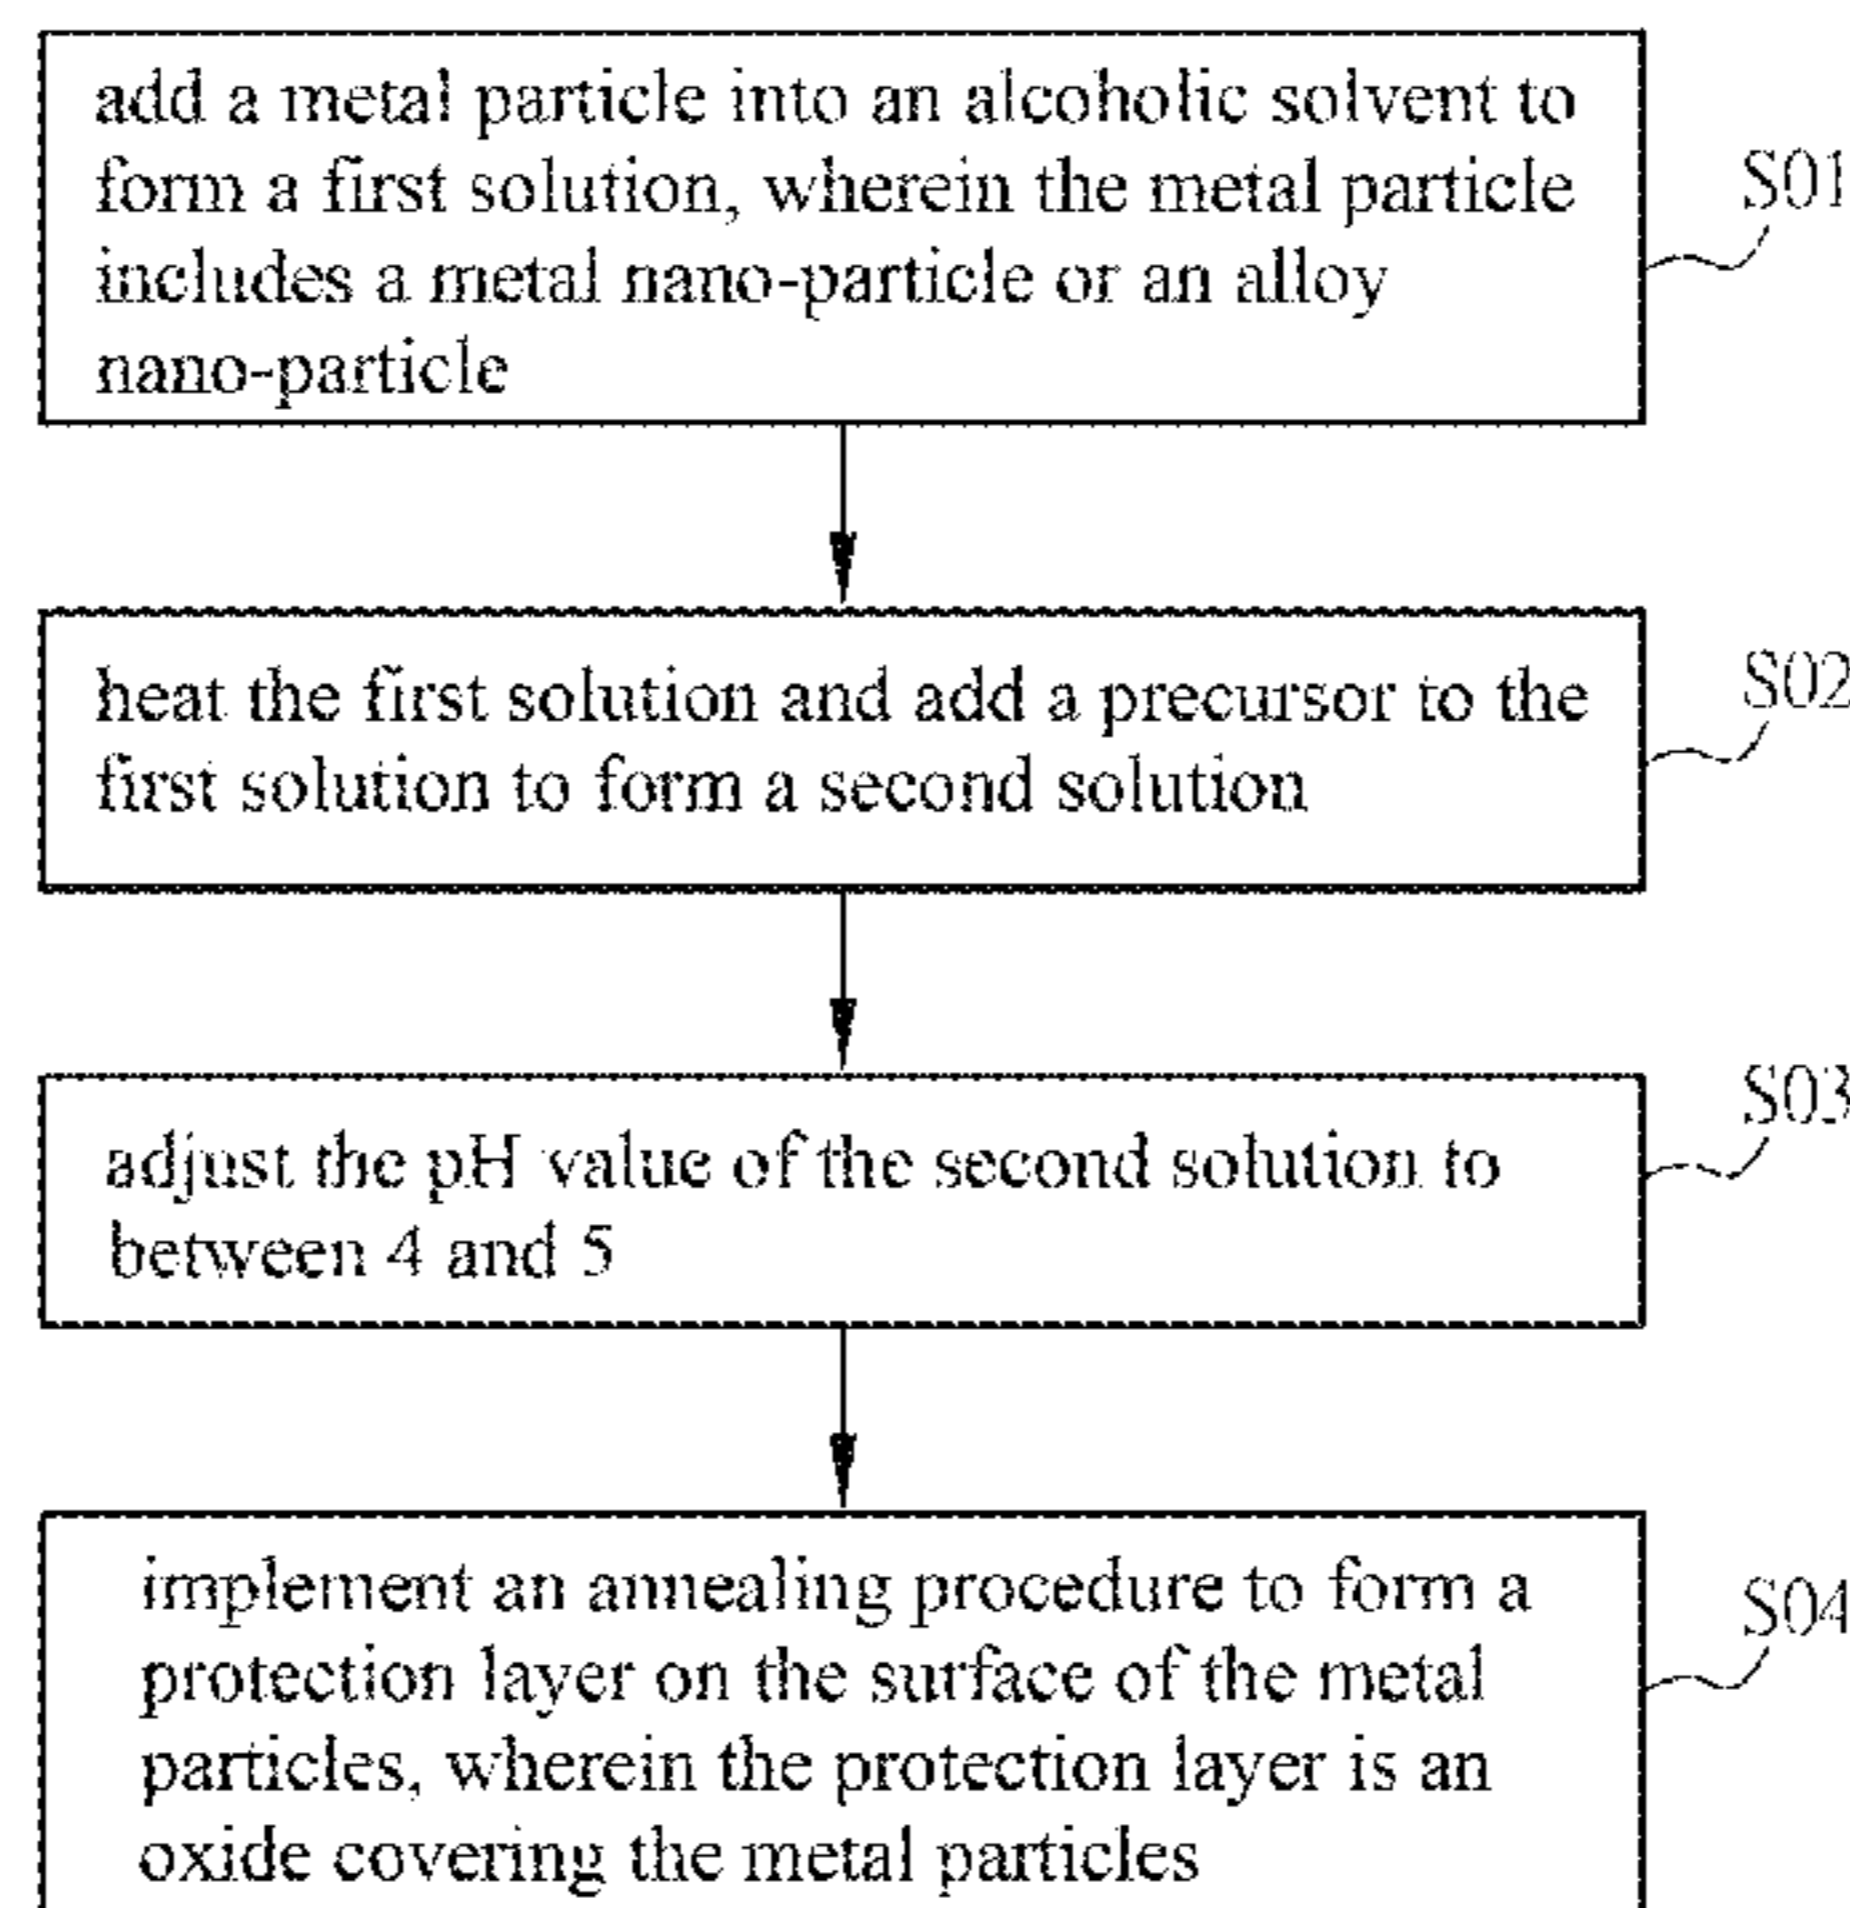 add a metal particle into an alcoholic solvent to
form a first solution, wherein the metal particle
includes a metal nano-particle or an alloy
nano-particle
S01
heat the first solution and add a precursor to the
first solution to form a second solution
S02
adjust the pH value of the second solution to
between 4 and 5
S03
implement an annealing procedure to form a
protection layer on the surface of the metal
particles, wherein the protection layer is an
oxide covering the metal particles
S04